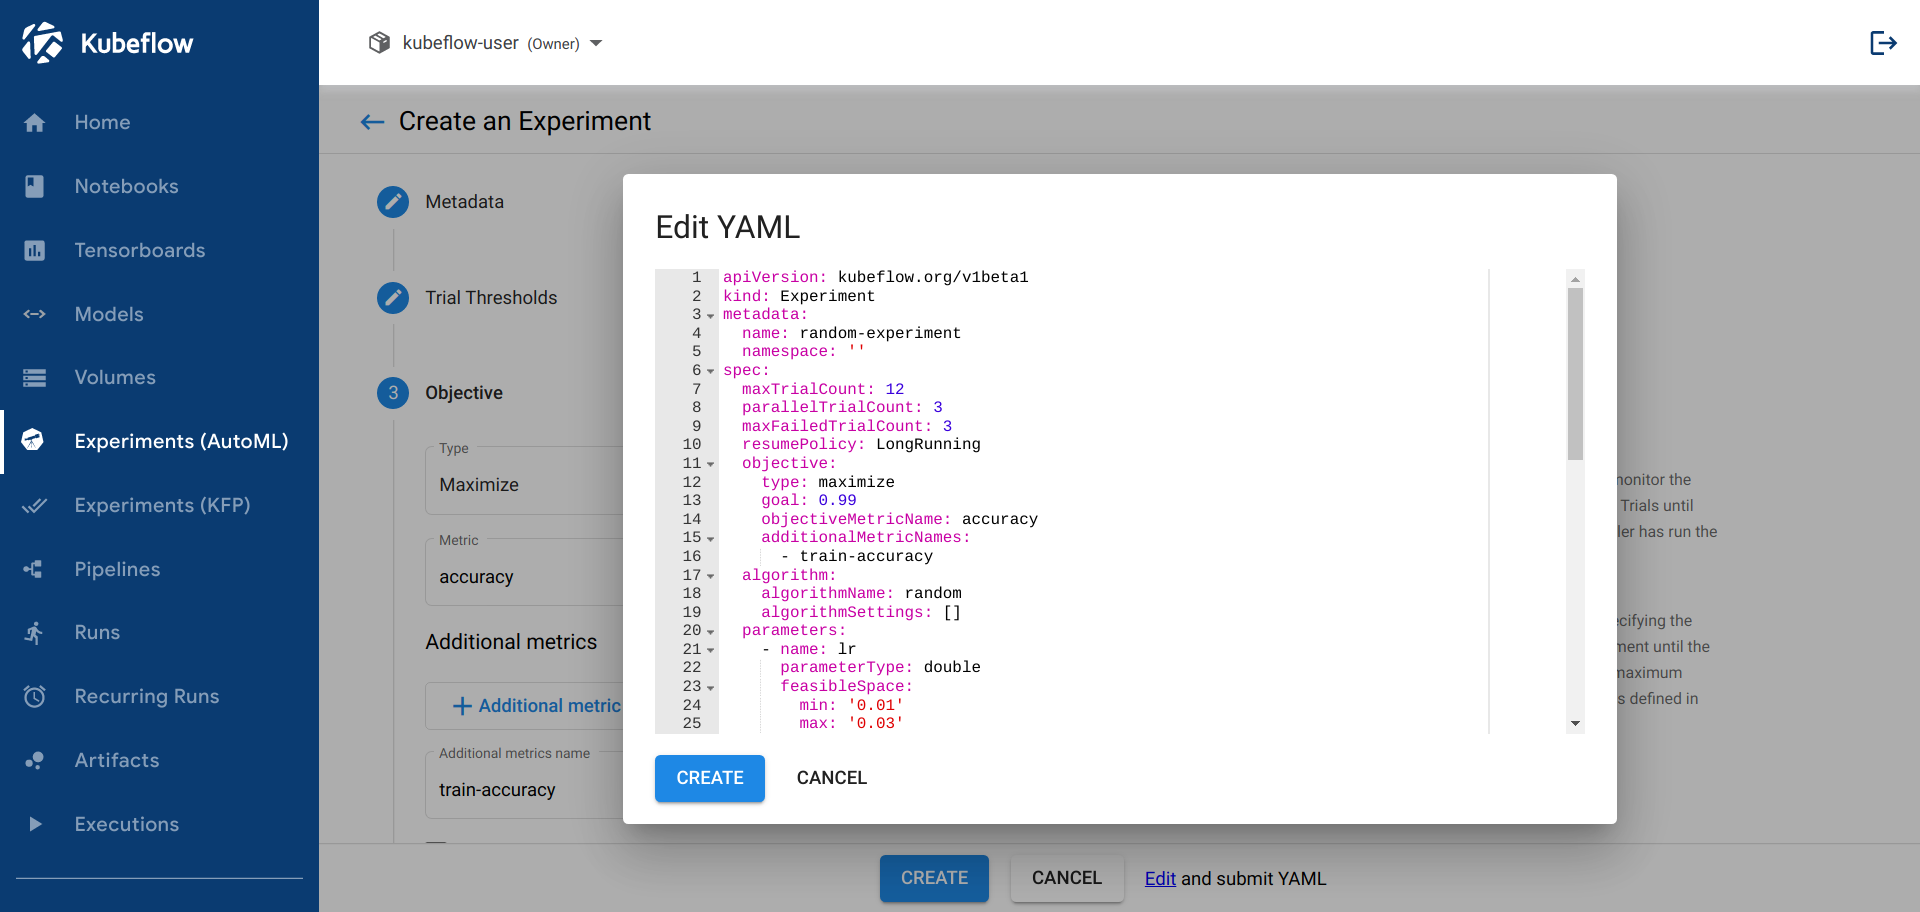 Kubeflow
Home
Notebooks
Tensorboards
Models
Volumes
Experiments (AutoML)
Experiments (KFP)
Pipelines
Runs
Recurring Runs
Artifacts
Executions
kubeflow-user (Owner)
Create an Experiment
Metadata
Trial Thresholds
3 Objective
Type
Maximize
Metric
accuracy
Additional metrics
Additional metric
Additional metrics name
train-accuracy
Edit YAML
1 apiVersion: kubeflow.org/v1beta1
2 kind: Experiment
3 metadata:
4 name: random-experiment
5 namespace: ''
6 spec:
7 maxTrialCount: 12
8 parallelTrialCount: 3
9 maxFailedTrialCount: 3
10 resumePolicy: LongRunning
11 objective:
12 type: maximize
13 goal: 0.99
14 objectiveMetricName: accuracy
15 additionalMetricNames:
16 - train-accuracy
17 algorithm:
18 algorithmName: random
19 algorithmSettings: []
20 parameters:
21 - name: lr
22 parameterType: double
23 feasibleSpace:
24 min: '0.01'
25 max: '0.03'
CREATE CANCEL
the
Trials until
has run the
the
until the
s defined in
CREATE CANCEL Edit and submit YAML